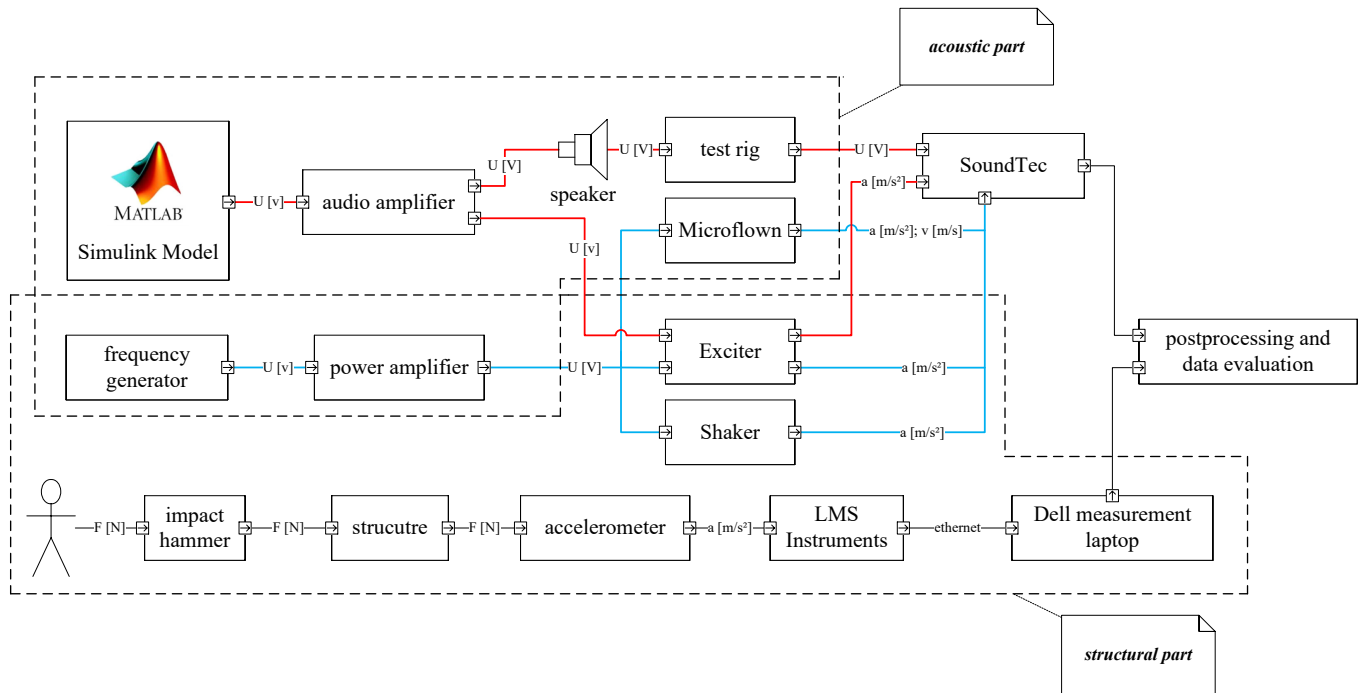 acoustic part
MATLAB
Simulink Model
U [v]
audio amplifier
U [V]
speaker
U [V]
test rig
U [V]
SoundTec
a [m/s²]
U [v]
Microflown
a [m/s²]; v [m/s]
frequency
generator
U [v]
power amplifier
U [V]
Exciter
a [m/s²]
Shaker
a [m/s²]
postprocessing and
data evaluation
F [N]
impact
hammer
F [N]
strucutre
F [N]
accelerometer
a [m/s²]
LMS
Instruments
ethernet
Dell measurement
laptop
structural part